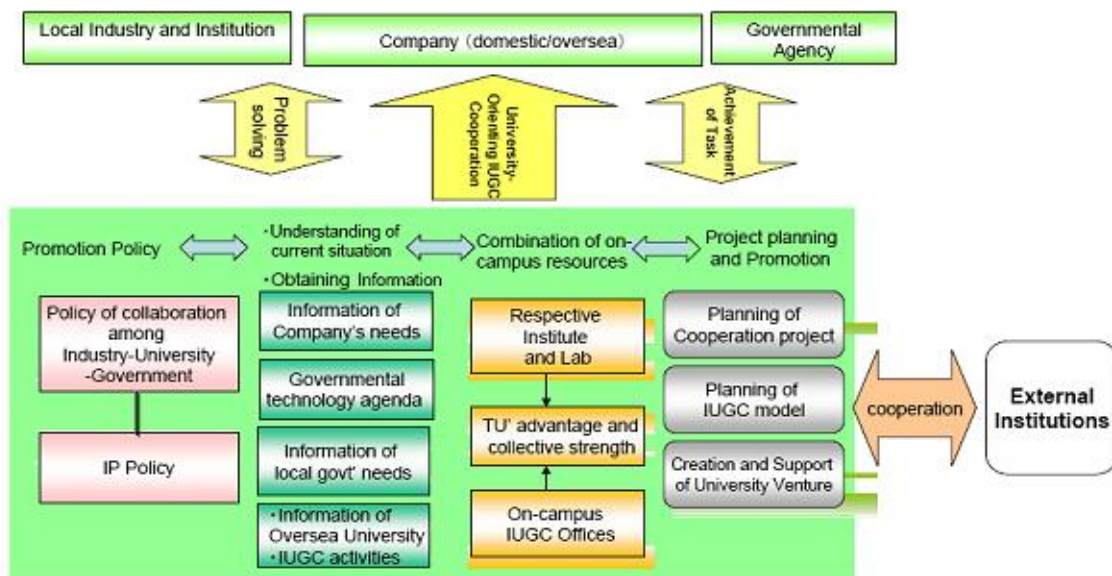 Local Industry and Institution
Company (domestic/oversea)
Governmental
Agency
Problem
solving
University-
Orienting IUGC
Cooperation
Achievement
of Task
Promotion Policy
・Understanding of
current situation
・Obtaining Information
Combination of on-
campus resources
Project planning
and Promotion
Policy of collaboration
among
Industry-University
-Government
IP Policy
Information of
Company's needs
Governmental
technology agenda
Information of
local govt' needs
・Information of
Oversea University
・IUGC activities
Respective
Institute
and Lab
TU' advantage and
collective strength
On-campus
IUGC Offices
Planning of
Cooperation project
Planning of
IUGC model
Creation and Support
of University Venture
cooperation
External
Institutions